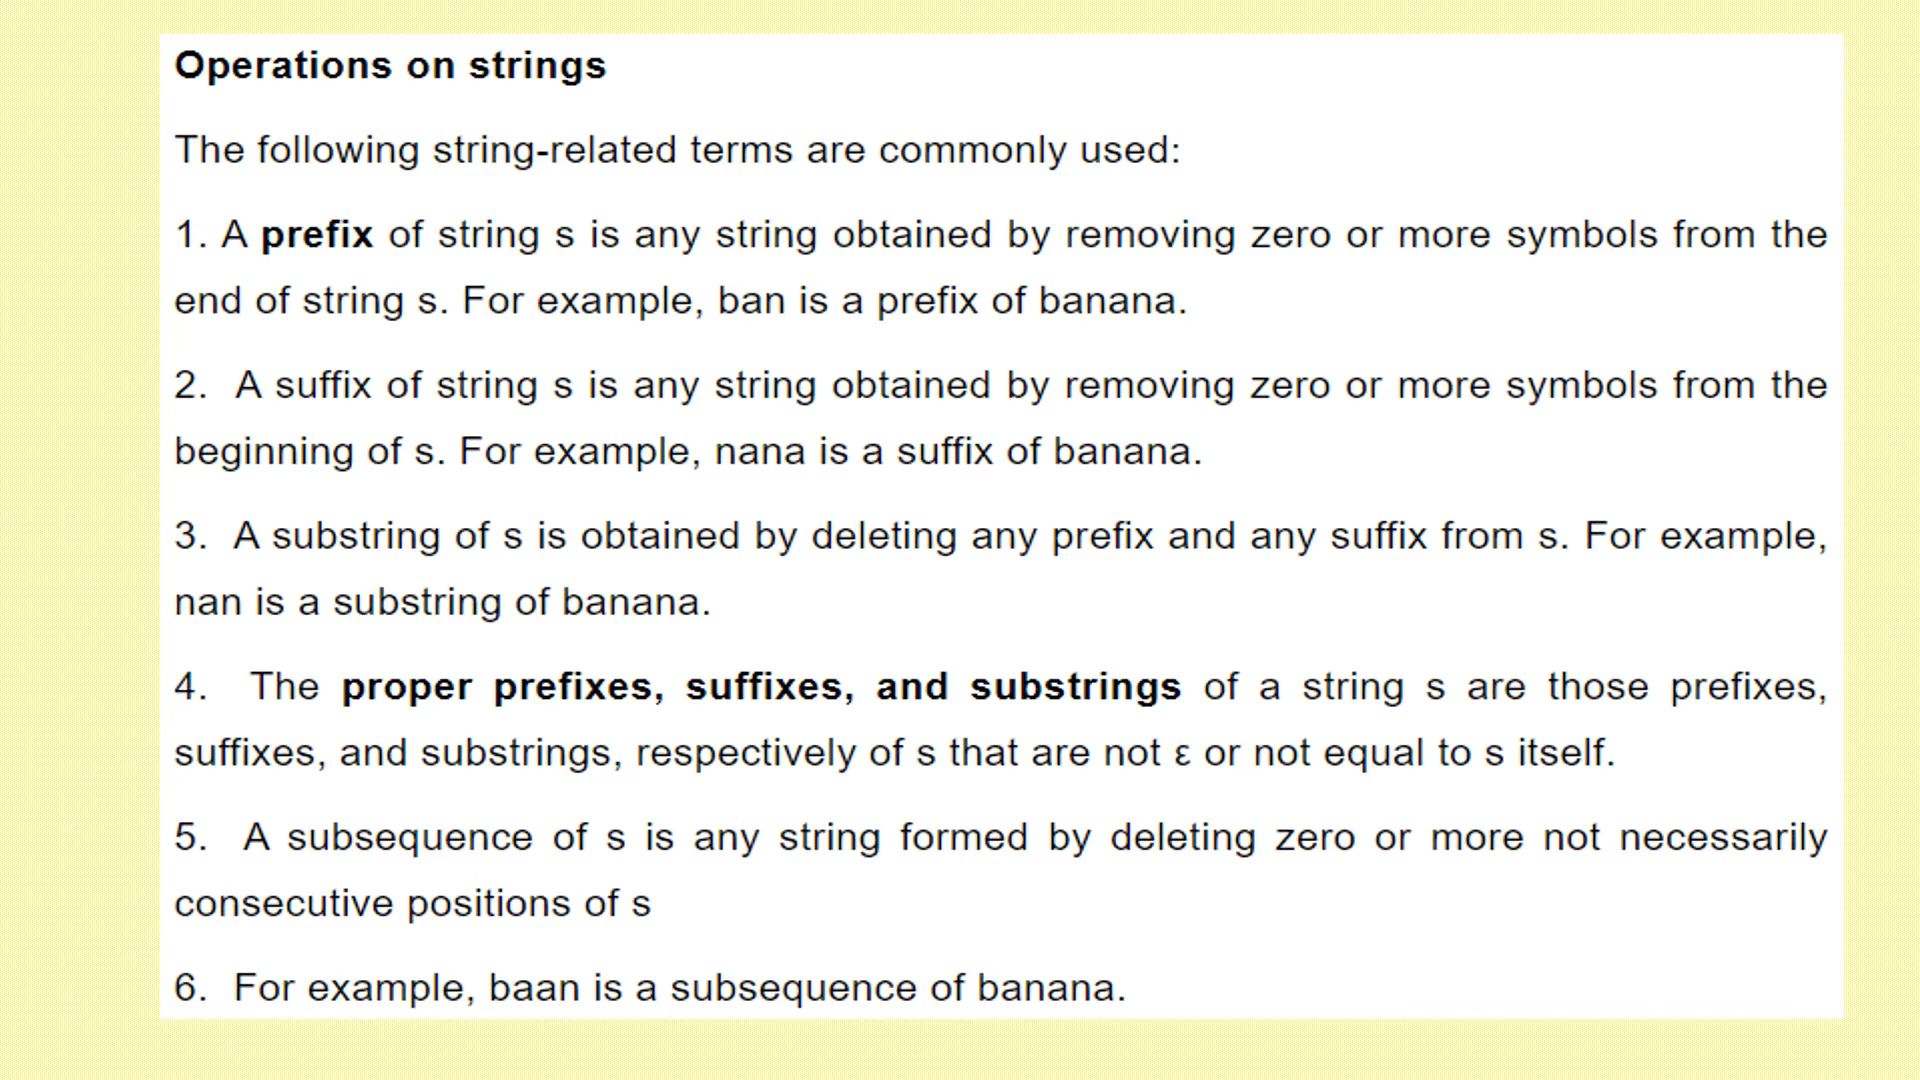 Operations on strings
The following string-related terms are commonly used:
1. A prefix of string s is any string obtained by removing zero or more symbols from the
end of string s. For example, ban is a prefix of banana.
2. A suffix of string s is any string obtained by removing zero or more symbols from the
beginning of s. For example, nana is a suffix of banana.
3. A substring of s is obtained by deleting any prefix and any suffix from s. For example,
nan is a substring of banana.
4. The proper prefixes, suffixes, and substrings of a string s are those prefixes,
suffixes, and substrings, respectively of s that are not ε or not equal to s itself.
5. A subsequence of s is any string formed by deleting zero or more not necessarily
consecutive positions of s
6. For example, baan is a subsequence of banana.